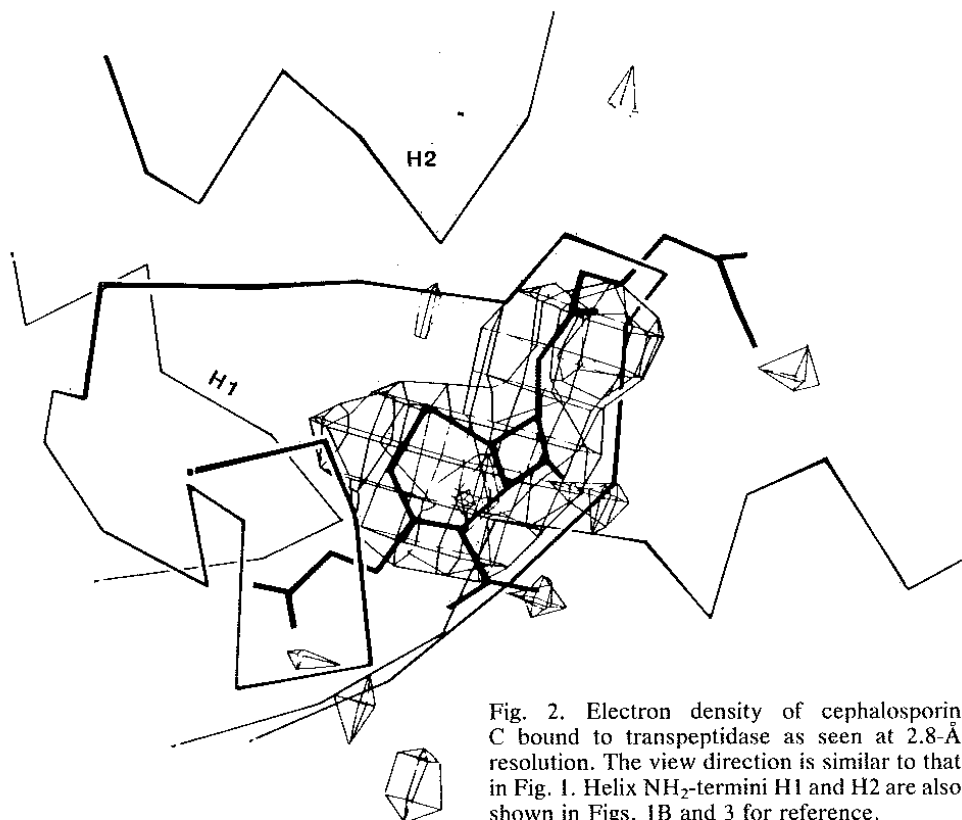 H2
H1
Fig. 2. Electron density of cephalosporin
C bound to transpeptidase as seen at 2.8-Å
resolution. The view direction is similar to that
in Fig. 1. Helix NH₂-termini H1 and H2 are also
shown in Figs. 1B and 3 for reference.